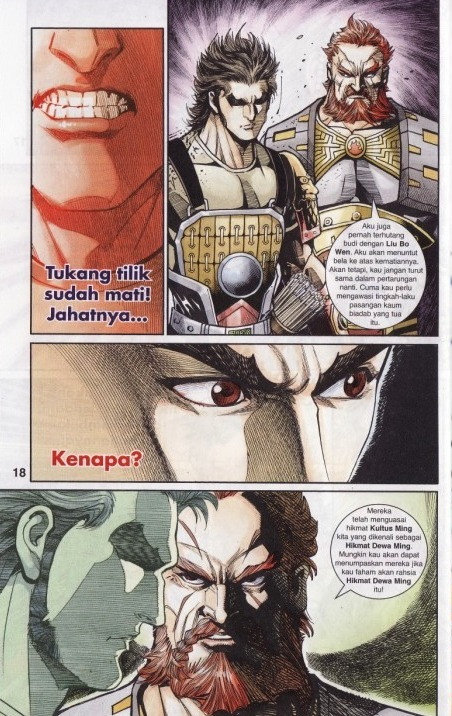 Tukang tilik
sudah mati!
Jahatnya...
Aku juga
pernah terhutang
budi dengan Liu Bo
Wen. Aku akan menuntut
bela ke atas kematiannya.
Akan tetapi, kau jangan turut
sama dalam pertarungan
nanti. Cuma kau perlu
mengawasi tingkah-laku
pasangan kaum
biadab yang tua
itu.
Kenapa?
18
Mereka
telah menguasai
hikmat Kultus Ming
kita yang dikenali sebagai
Hikmat Dewa Ming.
Mungkin kau akan dapat
menumpaskan mereka jika
kau faham akan rahsia
Hikmat Dewa Ming
itu!